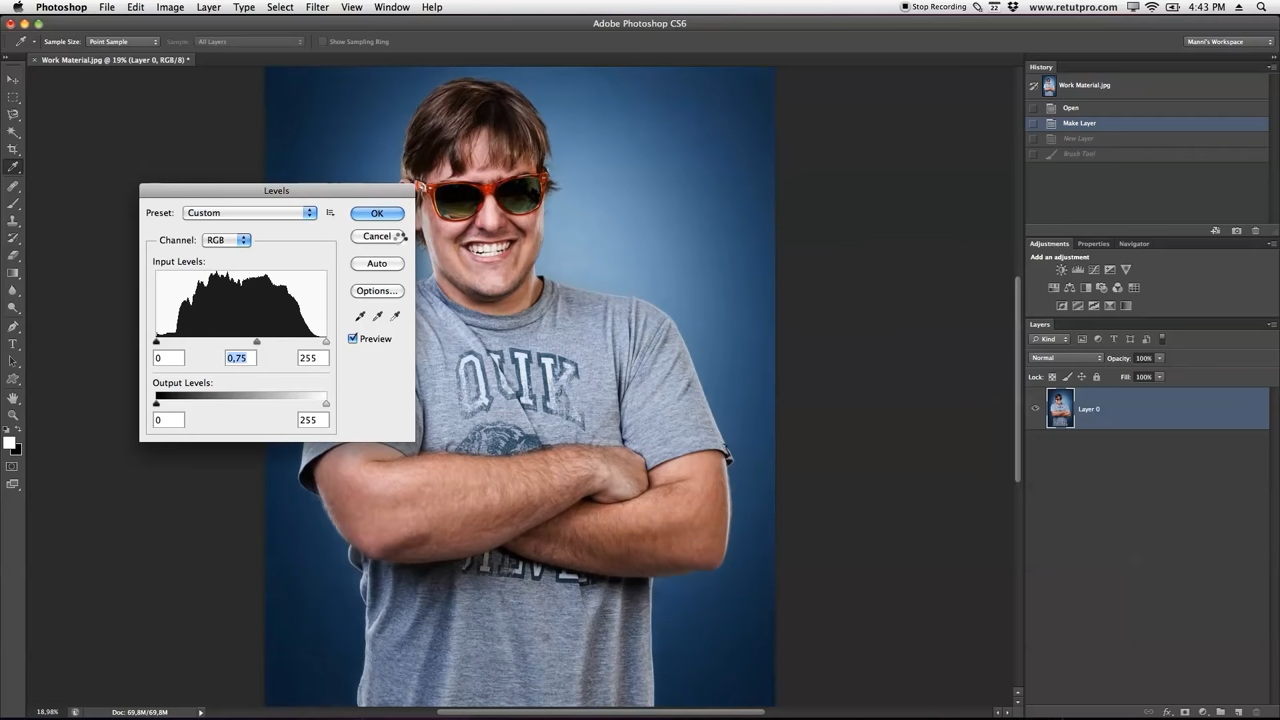 Photoshop File Edit Image Layer Type Select Filter View Window Help Stop Recording 22 www.retutpro.com 4:43 PM
Adobe Photoshop CS6
Sample Size: Point Sample Sample: All Layers Show Sampling Ring Manni's Workspace
Work Material.jpg @ 19% (Layer 0, RGB/8) *
History
Work Material.jpg
Open
Make Layer
New Layer
Brush Tool
Levels
Preset: Custom OK
Cancel
Channel: RGB
Input Levels: Auto
Options...
Preview
0 0,75 255
Output Levels:
0 255
QUIK
Adjustments Properties Navigator
Add an adjustment
Layers
Kind
Normal Opacity: 100%
Lock: Fill: 100%
Layer 0
T
18,98% Doc: 69,8M/69,8M
fx